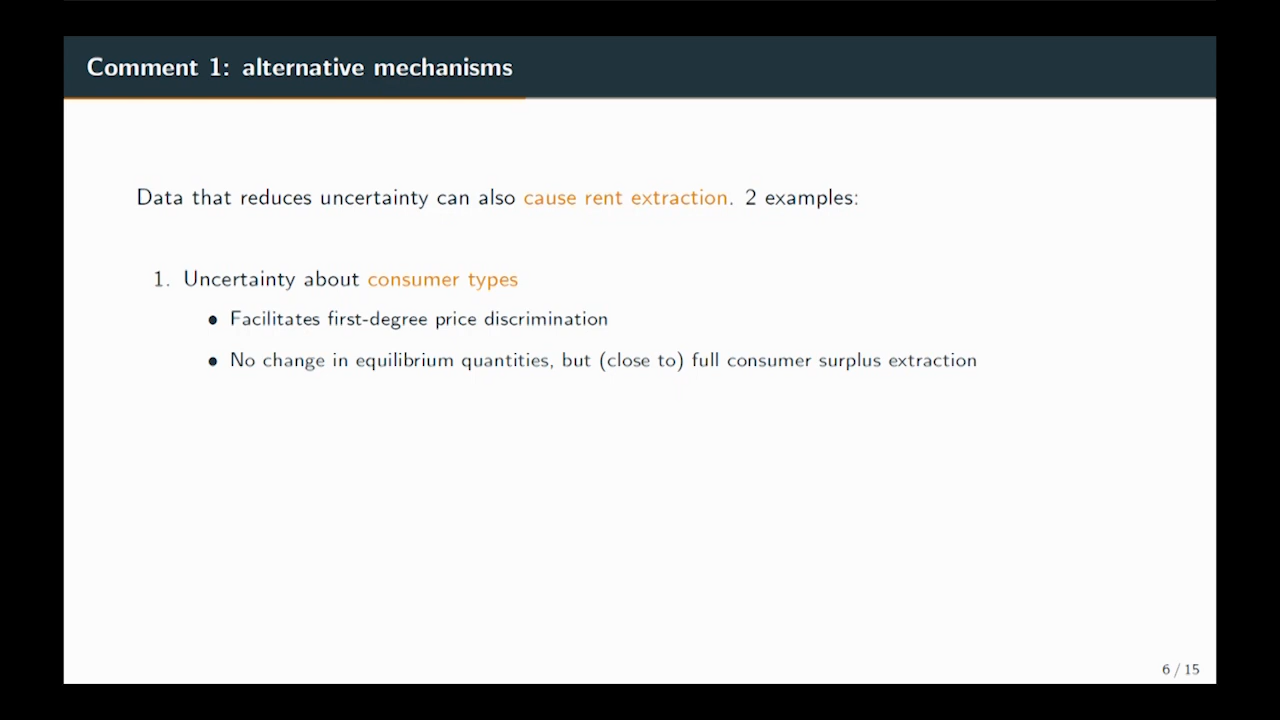 Comment 1: alternative mechanisms
Data that reduces uncertainty can also cause rent extraction. 2 examples:
1. Uncertainty about consumer types
• Facilitates first-degree price discrimination
• No change in equilibrium quantities, but (close to) full consumer surplus extraction
6 / 15